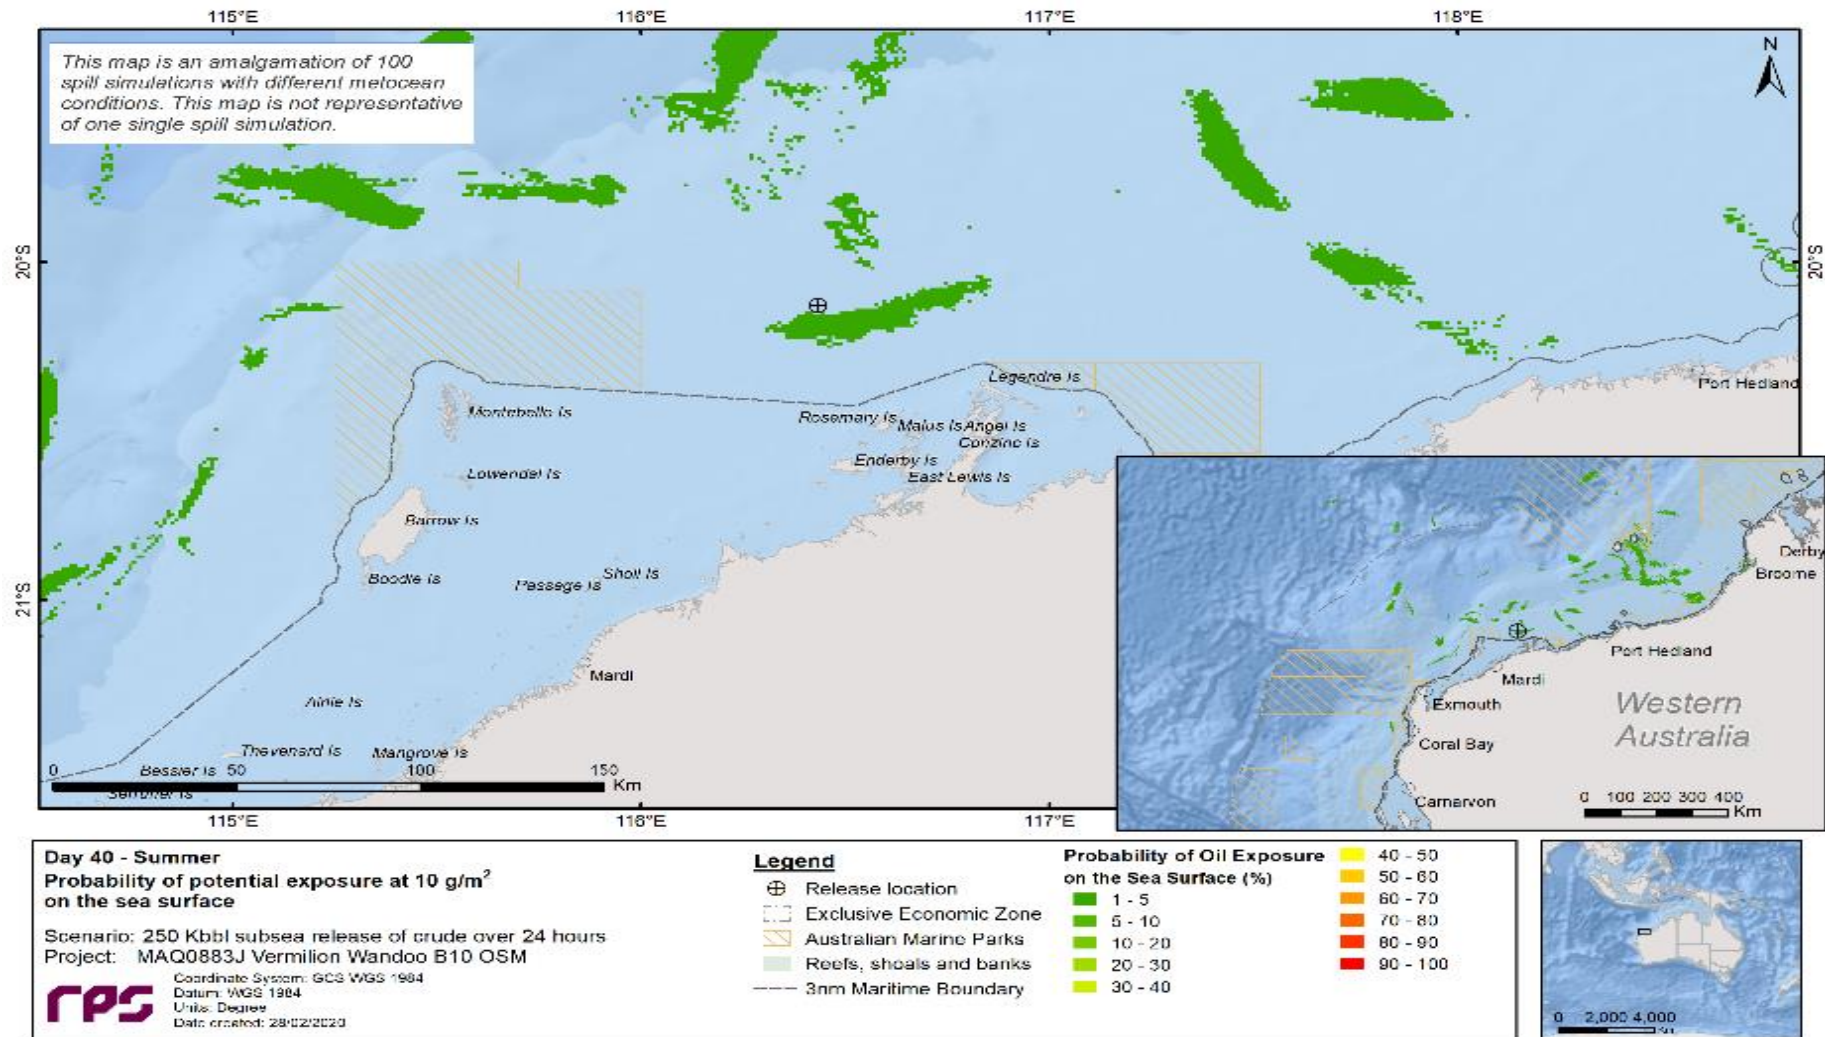 115°E
116°E
117°E
118°E
This map is an amalgamation of 100
spill simulations with different metocean
conditions. This map is not representative
of one single spill simulation.
N
20°S
20°S
Legendre Is
Port Hedland
Montebello Is
Rosemary Is
Malus Is
Angel Is
Conzinc Is
Enderby Is
Lowendal Is
East Lewis Is
Barrow Is
Boodie Is
Passage Is
Sholl Is
21°S
Mardi
Airlie Is
Thevenard Is
Mangrove Is
Bessier Is
0 50 100 150
Km
115°E
116°E
117°E
Derby
Broome
Port Hedland
Mardi
Exmouth
Western
Australia
Coral Bay
Carnarvon
0 100 200 300 400
Km
Day 40 - Summer
Probability of potential exposure at 10 g/m²
on the sea surface
Scenario: 250 Kbbl subsea release of crude over 24 hours
Project: MAQ0883J Vermilion Wandoo B10 OSM
rps
Coordinate System: GCS WGS 1984
Datum: WGS 1984
Units: Degree
Date created: 28/02/2020
Legend
Release location
Exclusive Economic Zone
Australian Marine Parks
Reefs, shoals and banks
3nm Maritime Boundary
Probability of Oil Exposure
on the Sea Surface (%)
1 - 5
5 - 10
10 - 20
20 - 30
30 - 40
40 - 50
50 - 60
60 - 70
70 - 80
80 - 90
90 - 100
0 2,000 4,000
Km